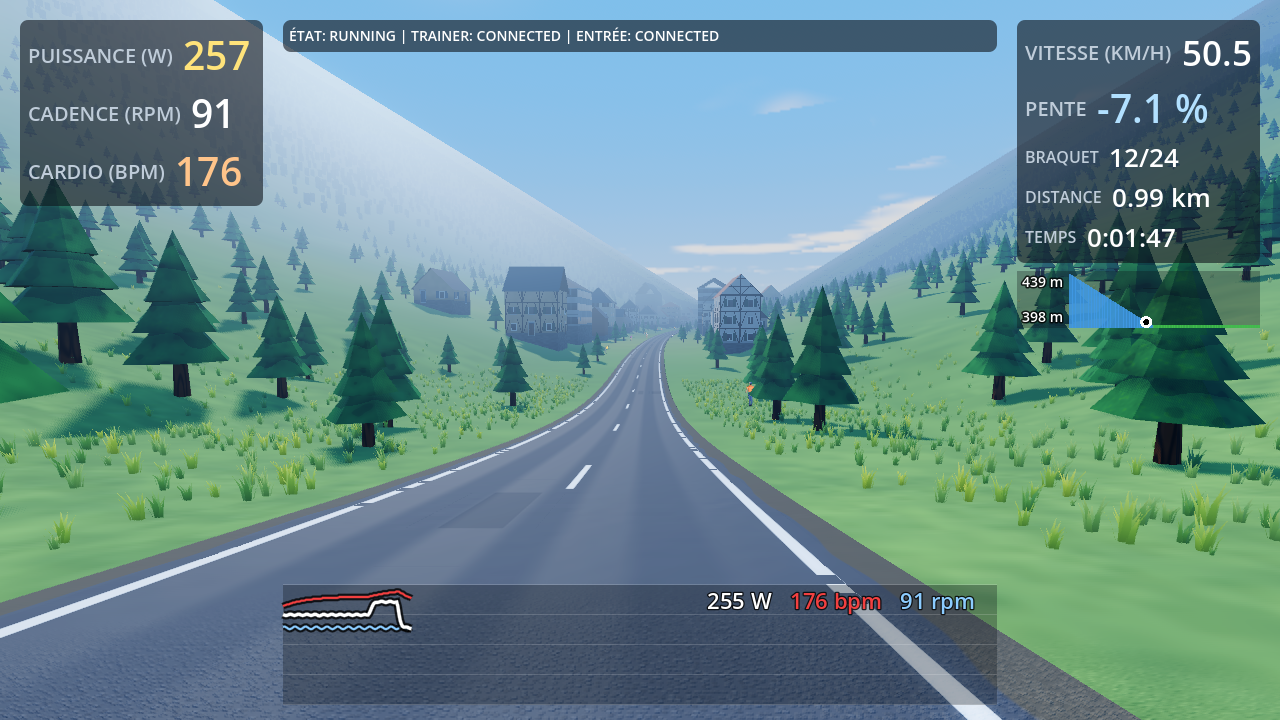 PUISSANCE (W) 257
CADENCE (RPM) 91
CARDIO (BPM) 176
ÉTAT: RUNNING | TRAINER: CONNECTED | ENTRÉE: CONNECTED
VITESSE (KM/H) 50.5
PENTE -7.1 %
BRAQUET 12/24
DISTANCE 0.99 km
TEMPS 0:01:47
439 m
398 m
255 W 176 bpm 91 rpm